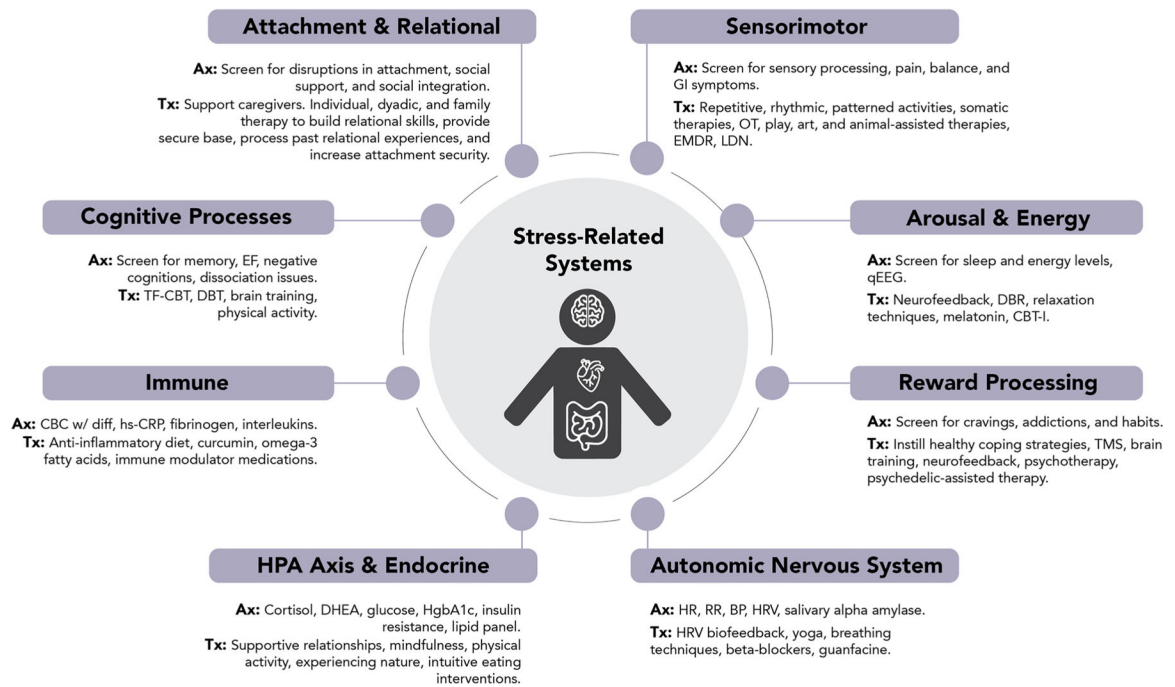 Attachment & Relational
Ax: Screen for disruptions in attachment, social
support, and social integration.
Tx: Support caregivers. Individual, dyadic, and family
therapy to build relational skills, provide
secure base, process past relational experiences, and
increase attachment security.
Sensorimotor
Ax: Screen for sensory processing, pain, balance, and
GI symptoms.
Tx: Repetitive, rhythmic, patterned activities, somatic
therapies, OT, play, art, and animal-assisted therapies,
EMDR, LDN.
Cognitive Processes
Ax: Screen for memory, EF, negative
cognitions, dissociation issues.
Tx: TF-CBT, DBT, brain training,
physical activity.
Stress-Related
Systems
Arousal & Energy
Ax: Screen for sleep and energy levels,
qEEG.
Tx: Neurofeedback, DBR, relaxation
techniques, melatonin, CBT-I.
Immune
Ax: CBC w/ diff, hs-CRP, fibrinogen, interleukins.
Tx: Anti-inflammatory diet, curcumin, omega-3
fatty acids, immune modulator medications.
Reward Processing
Ax: Screen for cravings, addictions, and habits.
Tx: Instill healthy coping strategies, TMS, brain
training, neurofeedback, psychotherapy,
psychedelic-assisted therapy.
HPA Axis & Endocrine
Ax: Cortisol, DHEA, glucose, HgbA1c, insulin
resistance, lipid panel.
Tx: Supportive relationships, mindfulness, physical
activity, experiencing nature, intuitive eating
interventions.
Autonomic Nervous System
Ax: HR, RR, BP, HRV, salivary alpha amylase.
Tx: HRV biofeedback, yoga, breathing
techniques, beta-blockers, guanfacine.